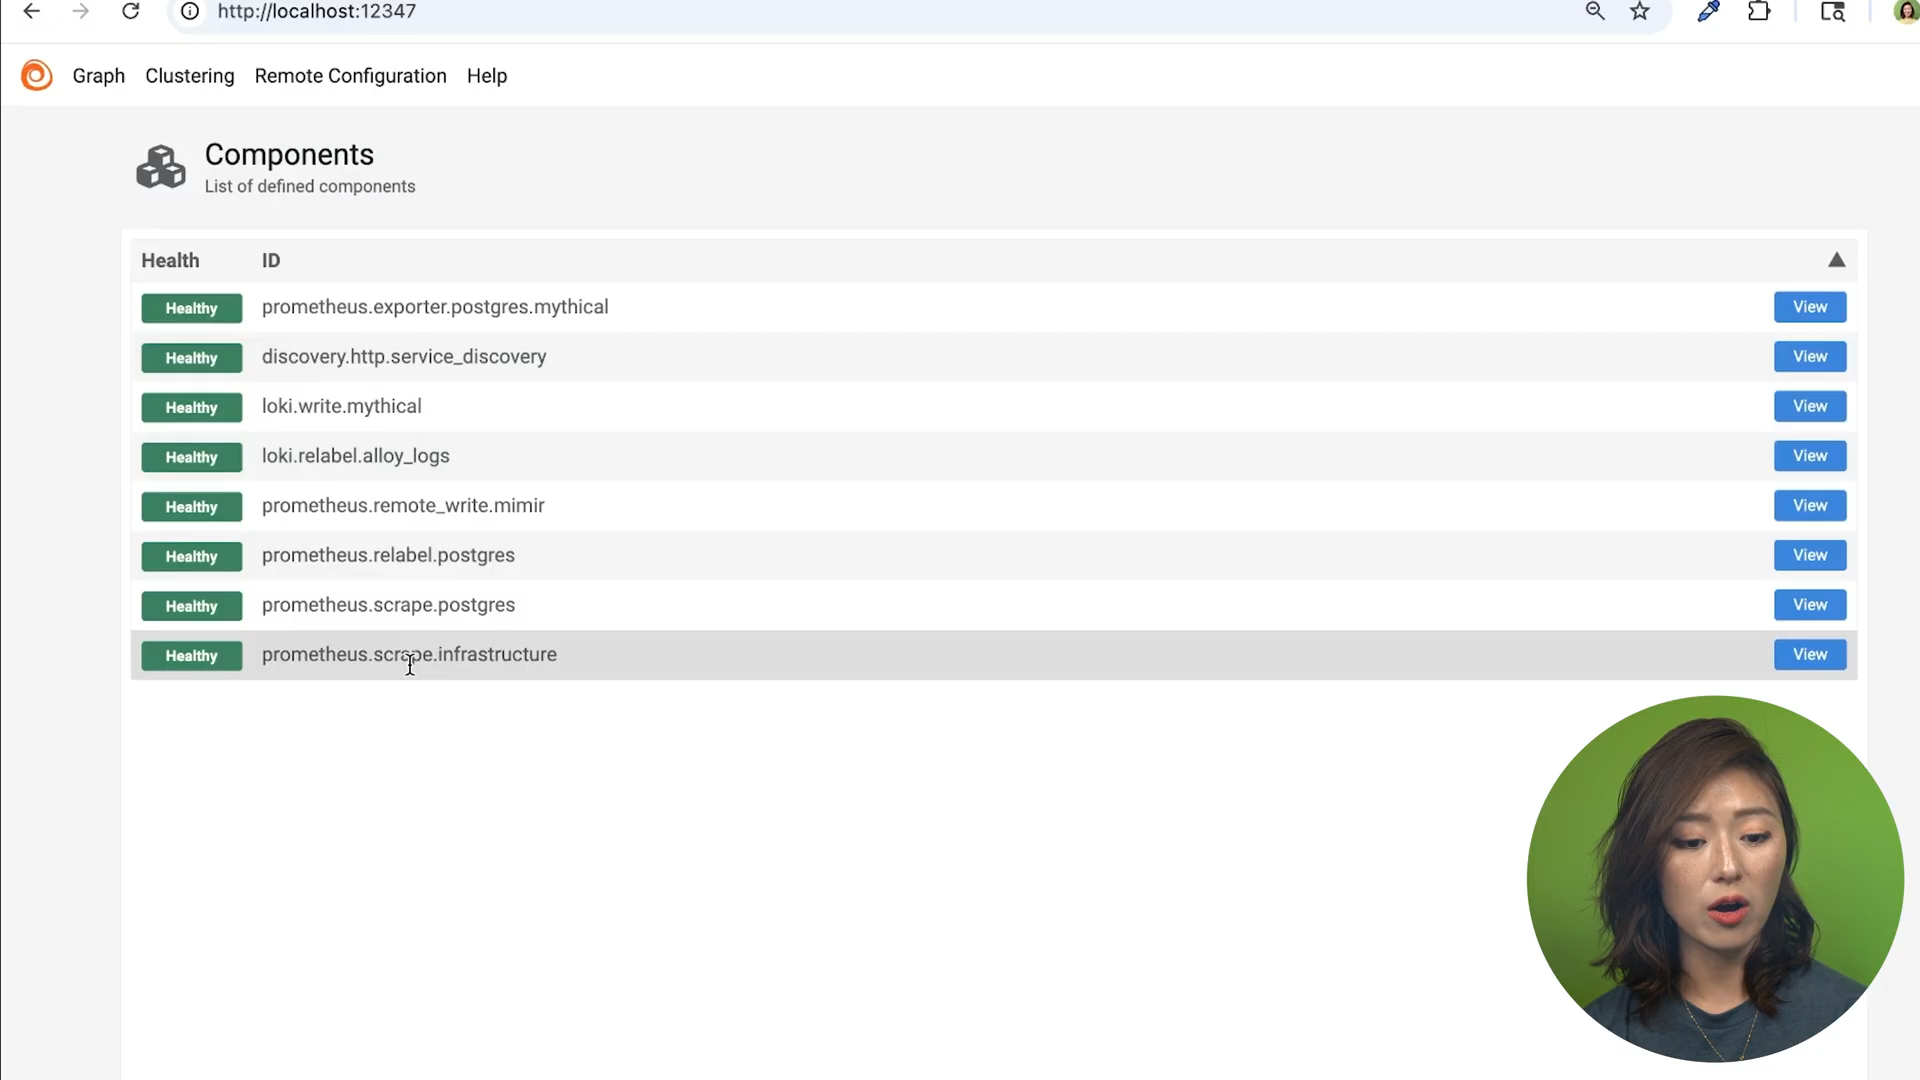 http://localhost:12347
Graph Clustering Remote Configuration Help
Components
List of defined components
Health ID
Healthy prometheus.exporter.postgres.mythical View
Healthy discovery.http.service_discovery View
Healthy loki.write.mythical View
Healthy loki.relabel.alloy_logs View
Healthy prometheus.remote_write.mimir View
Healthy prometheus.relabel.postgres View
Healthy prometheus.scrape.postgres View
Healthy prometheus.scrape.infrastructure View